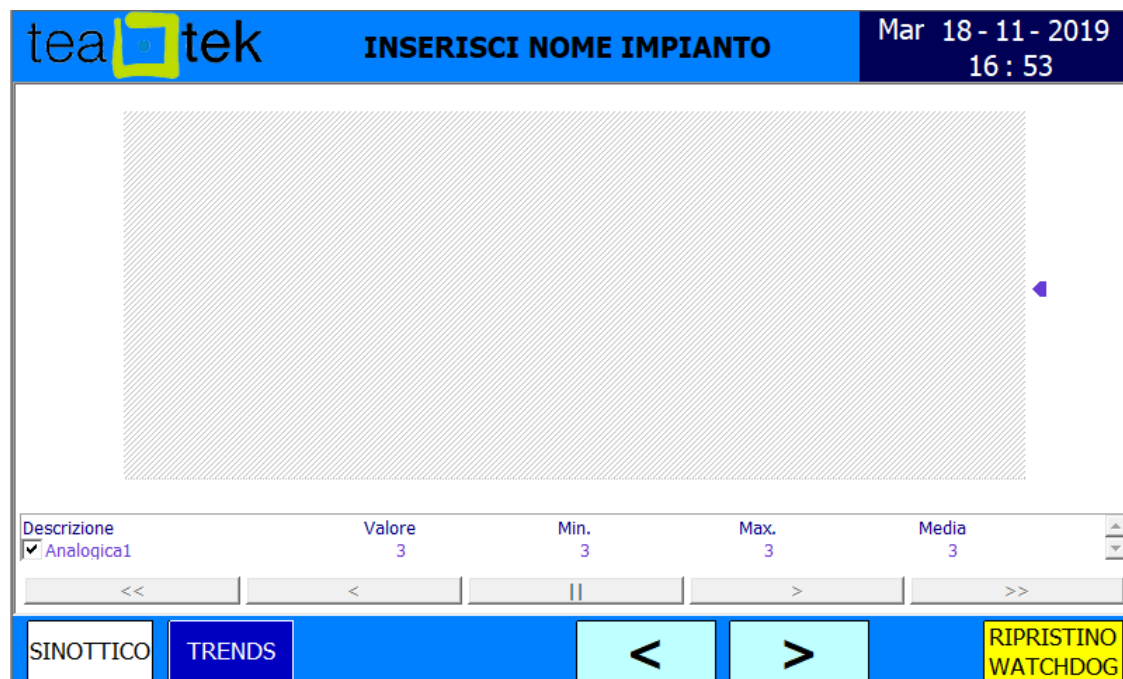 tea tek
INSERISCI NOME IMPIANTO
Mar 18 - 11 - 2019
16 : 53
Descrizione Valore Min. Max. Media
Analogica1 3 3 3 3
<< < || > >>
SINOTTICO TRENDS < > RIPRISTINO
WATCHDOG